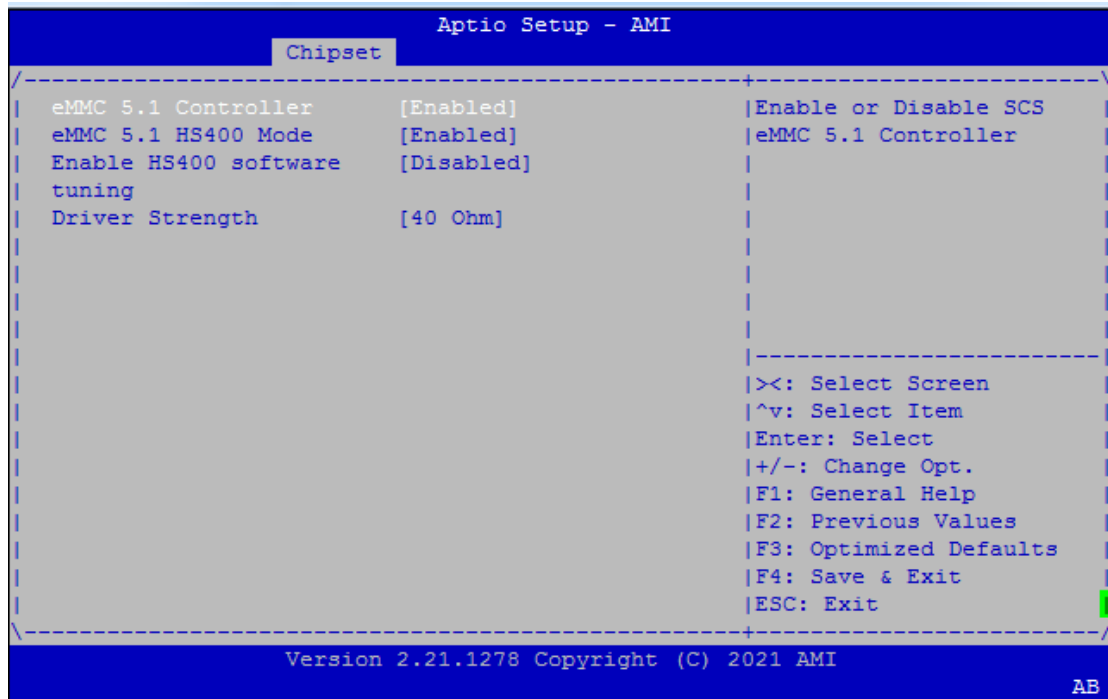 Aptio Setup - AMI
Chipset
eMMC 5.1 Controller [Enabled]
eMMC 5.1 HS400 Mode [Enabled]
Enable HS400 software [Disabled]
tuning
Driver Strength [40 Ohm]
Enable or Disable SCS
eMMC 5.1 Controller
><: Select Screen
^v: Select Item
Enter: Select
+/-: Change Opt.
F1: General Help
F2: Previous Values
F3: Optimized Defaults
F4: Save & Exit
ESC: Exit
Version 2.21.1278 Copyright (C) 2021 AMI
AB